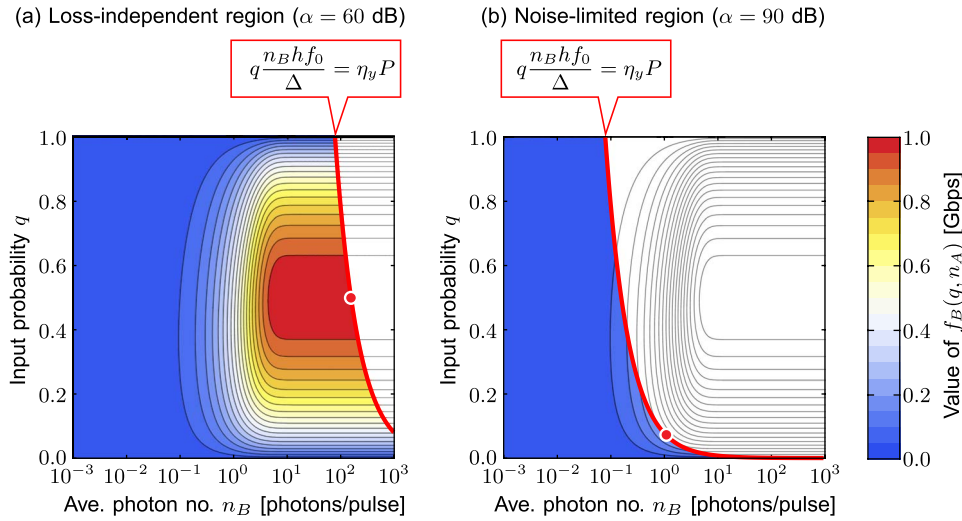 (a) Loss-independent region (α = 60 dB)
(b) Noise-limited region (α = 90 dB)
q n_B h f_0 / Δ = η_y P
q n_B h f_0 / Δ = η_y P
Input probability q
1.0
0.8
0.6
0.4
0.2
0.0
10^−3 10^−2 10^−1 10^0 10^1 10^2 10^3
Ave. photon no. n_B [photons/pulse]
Input probability q
1.0
0.8
0.6
0.4
0.2
0.0
10^−3 10^−2 10^−1 10^0 10^1 10^2 10^3
Ave. photon no. n_B [photons/pulse]
1.0
0.8
0.6
0.4
0.2
0.0
Value of f_B(q, n_A) [Gbps]